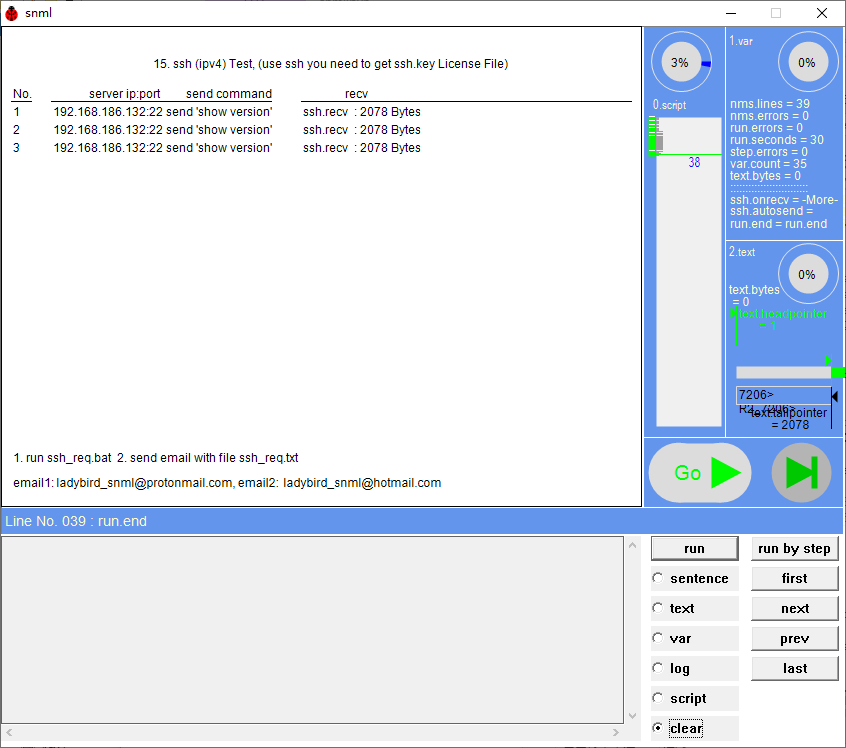 snml
15. ssh (ipv4) Test, (use ssh you need to get ssh.key License File)
No. server ip:port send command recv
1 192.168.186.132:22 send 'show version' ssh.recv : 2078 Bytes
2 192.168.186.132:22 send 'show version' ssh.recv : 2078 Bytes
3 192.168.186.132:22 send 'show version' ssh.recv : 2078 Bytes
1. run ssh_req.bat 2. send email with file ssh_req.txt
email1: ladybird_snml@protonmail.com, email2: ladybird_snml@hotmail.com
3%
0.script
38
1.var
0%
nms.lines = 39
nms.errors = 0
run.errors = 0
run.seconds = 30
step.errors = 0
var.count = 35
text.bytes = 0
ssh.onrecv = -More-
ssh.autosend =
run.end = run.end
2.text
0%
text.bytes
= 0
text.headpointer
= 1
7206>
R2_7206>
text.tailpointer
= 2078
Go
Line No. 039 : run.end
run
run by step
sentence
first
text
next
var
prev
log
last
script
clear